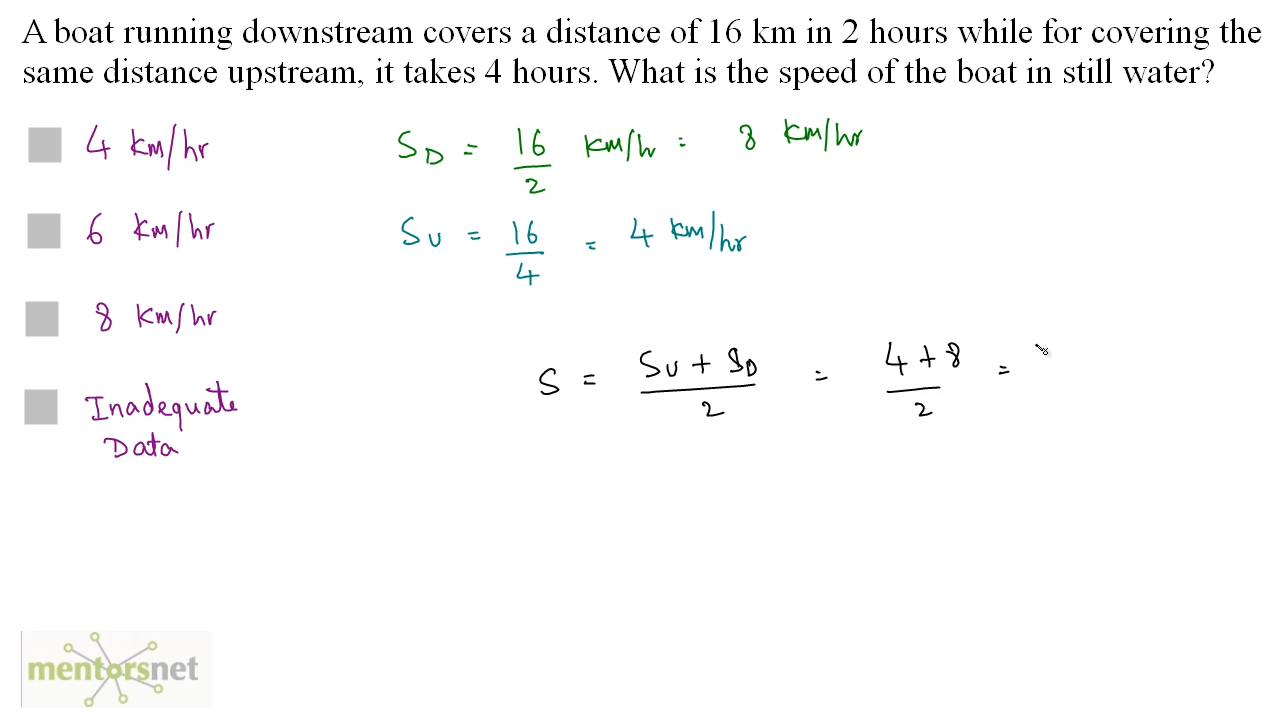 A boat running downstream covers a distance of 16 km in 2 hours while for covering the
same distance upstream, it takes 4 hours. What is the speed of the boat in still water?
4 km/hr
6 km/hr
8 km/hr
Inadequate
Data
S_D = 16/2 km/h = 8 km/hr
S_U = 16/4 = 4 km/hr
S = (S_U + S_D)/2 = (4 + 8)/2 =
mentorsnet